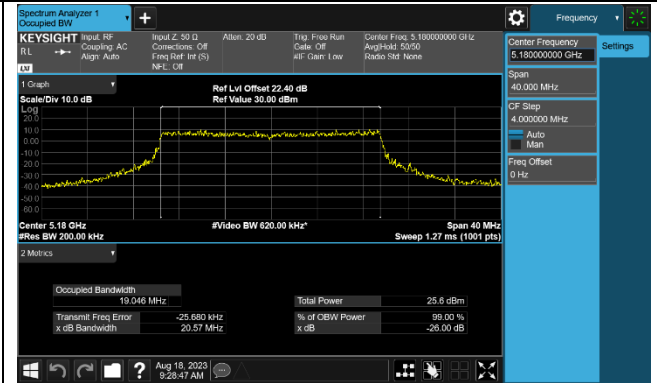 Spectrum Analyzer 1
Occupied BW
Frequency
KEYSIGHT
RL
LXI
Input: RF
Coupling: AC
Align: Auto
Input Z: 50 Ω
Corrections: Off
Freq Ref: Int (S)
NFE: Off
Atten: 20 dB
Trig: Free Run
Gate: Off
#IF Gain: Low
Center Freq: 5.180000000 GHz
Avg|Hold: 50/50
Radio Std: None
Center Frequency
5.180000000 GHz
Settings
Span
40.000 MHz
CF Step
4.000000 MHz
Auto
Man
Freq Offset
0 Hz
1 Graph
Scale/Div 10.0 dB
Ref Lvl Offset 22.40 dB
Ref Value 30.00 dBm
Log
20.0
10.0
0.00
-10.0
-20.0
-30.0
-40.0
-50.0
-60.0
Center 5.18 GHz
#Res BW 200.00 kHz
#Video BW 620.00 kHz*
Span 40 MHz
Sweep 1.27 ms (1001 pts)
2 Metrics
Occupied Bandwidth
19.046 MHz
Total Power 25.6 dBm
Transmit Freq Error -25.680 kHz
% of OBW Power 99.00 %
x dB Bandwidth 20.57 MHz
x dB -26.00 dB
?
Aug 18, 2023
9:28:47 AM